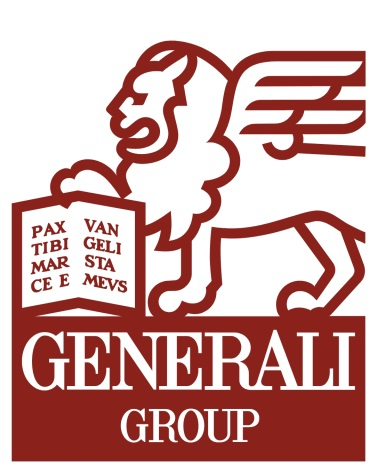 PAX
TIBI
MAR
CE E
VAN
GELI
STA
MEVS
GENERALI
GROUP